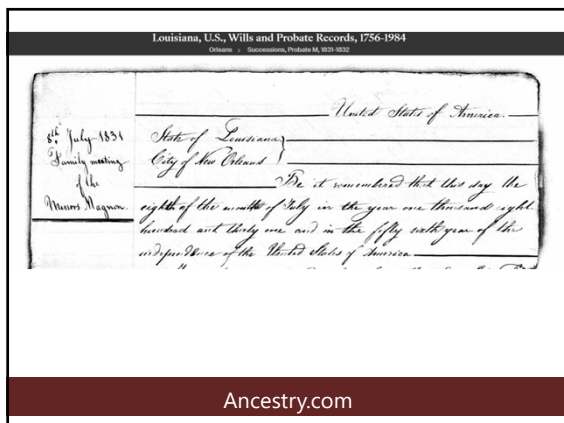 Louisiana, U.S., Wills and Probate Records, 1756-1984
Orleans > Successions, Probate M, 1831-1832
United States of America.
8th July 1831
Family meeting
of the
Minors Magnon.
State of Louisiana }
City of New Orleans }
Be it remembered that this day the
eighth of the month of July in the year one thousand eight
hundred and thirty one and in the fifty sixth year of the
independence of the United States of America
Ancestry.com